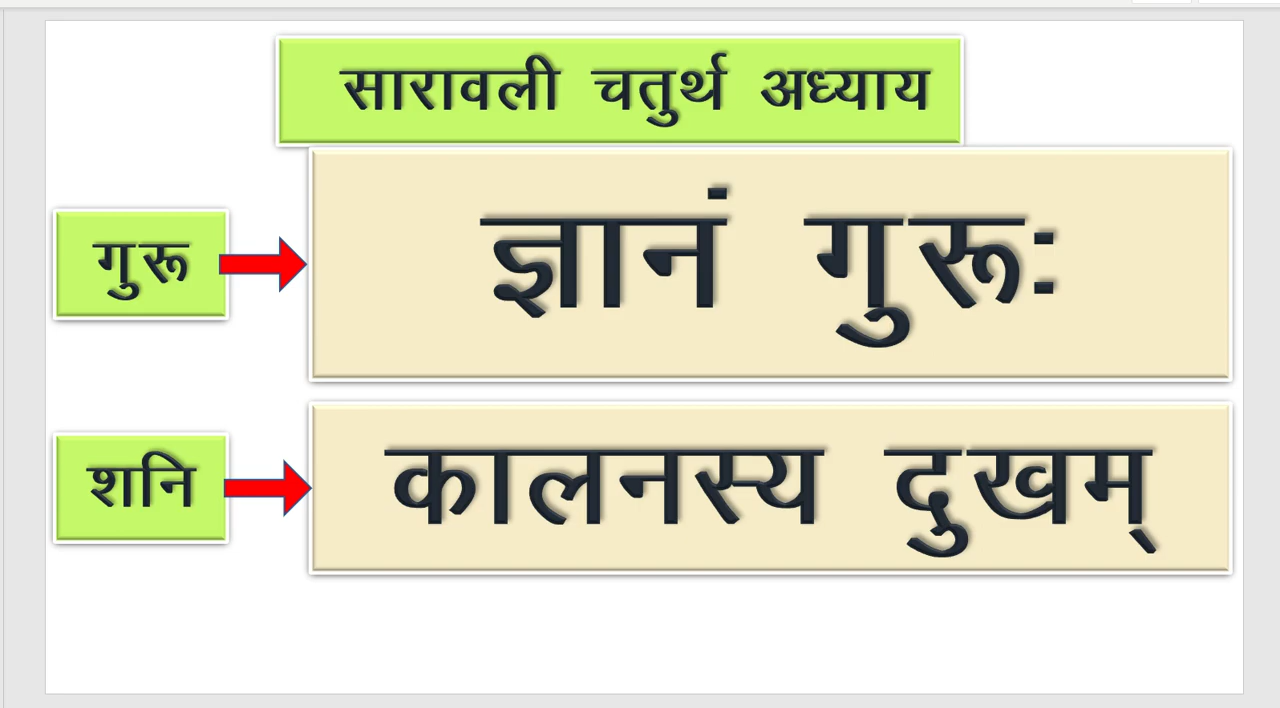 सारावली चतुर्थ अध्याय
गुरू
ज्ञानं गुरूः
शनि
कालनस्य दुखम्